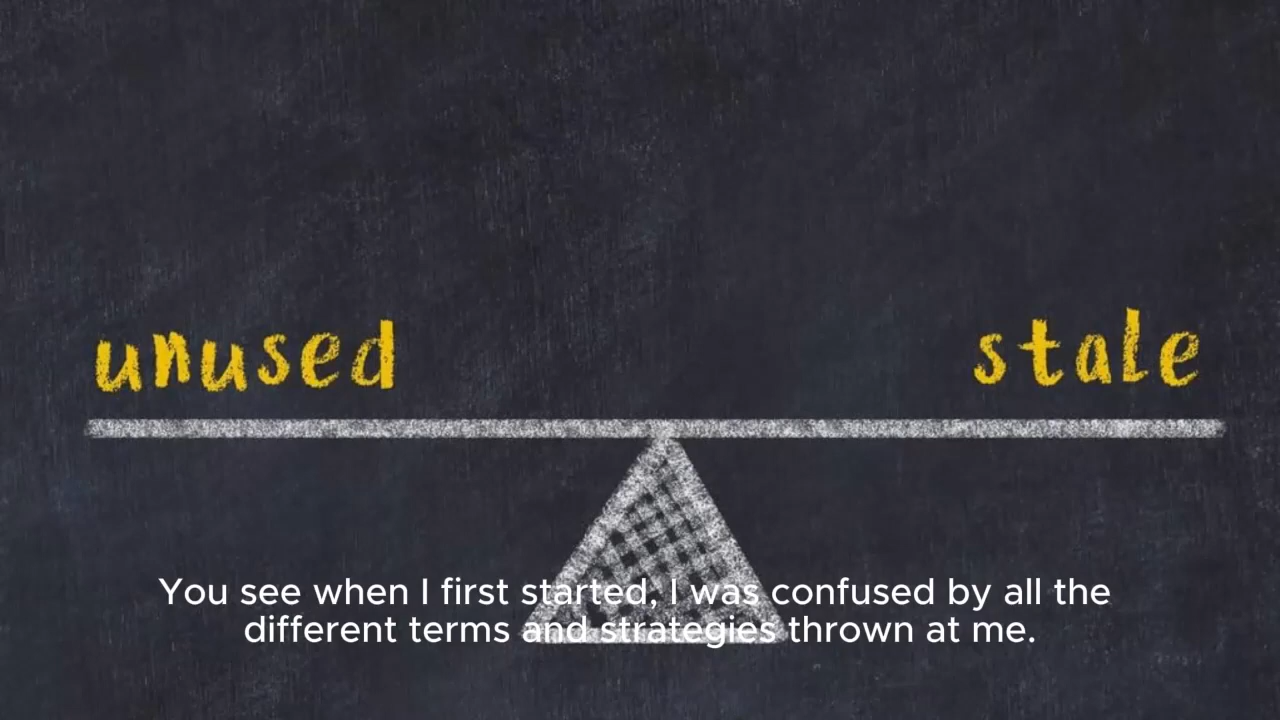 unused
stale
You see when I first started, I was confused by all the
different terms and strategies thrown at me.